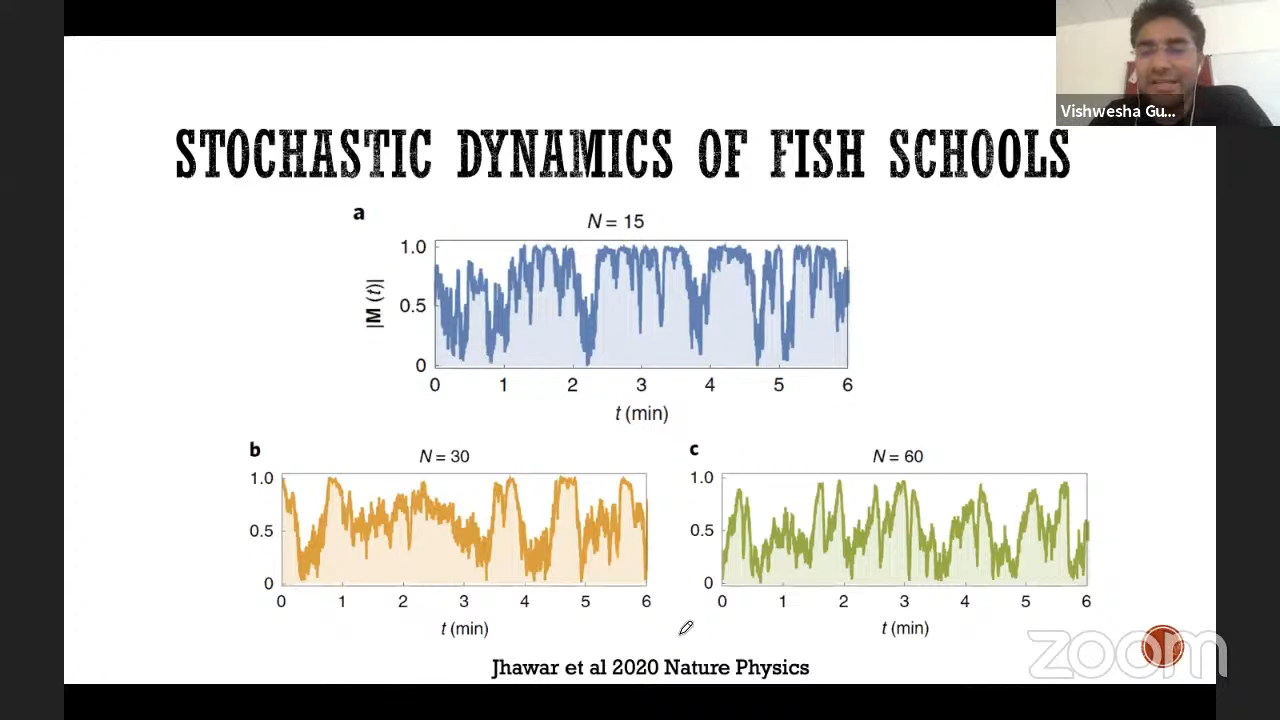 Vishwesha Gu...
STOCHASTIC DYNAMICS OF FISH SCHOOLS
a
N = 15
1.0
0.5
0
|M (t)|
0 1 2 3 4 5 6
t (min)
b
N = 30
1.0
0.5
0
0 1 2 3 4 5 6
t (min)
c
N = 60
1.0
0.5
0
0 1 2 3 4 5 6
t (min)
Jhawar et al 2020 Nature Physics
zoom